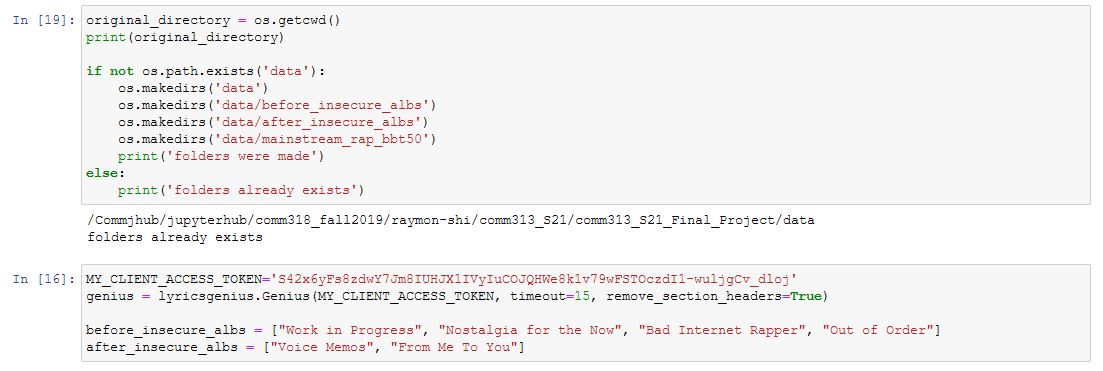 In [19]: original_directory = os.getcwd()
print(original_directory)
if not os.path.exists('data'):
os.makedirs('data')
os.makedirs('data/before_insecure_albs')
os.makedirs('data/after_insecure_albs')
os.makedirs('data/mainstream_rap_bbt50')
print('folders were made')
else:
print('folders already exists')
/Commjhub/jupyterhub/comm318_fall2019/raymon-shi/comm313_S21/comm313_S21_Final_Project/data
folders already exists
In [16]: MY_CLIENT_ACCESS_TOKEN='S42x6yFs8zdwY7Jm8IUHJX1IVyIuCOJQHWe8k1v79wFSTOczdI1-wuljgCv_dloj'
genius = lyricsgenius.Genius(MY_CLIENT_ACCESS_TOKEN, timeout=15, remove_section_headers=True)
before_insecure_albs = ["Work in Progress", "Nostalgia for the Now", "Bad Internet Rapper", "Out of Order"]
after_insecure_albs = ["Voice Memos", "From Me To You"]